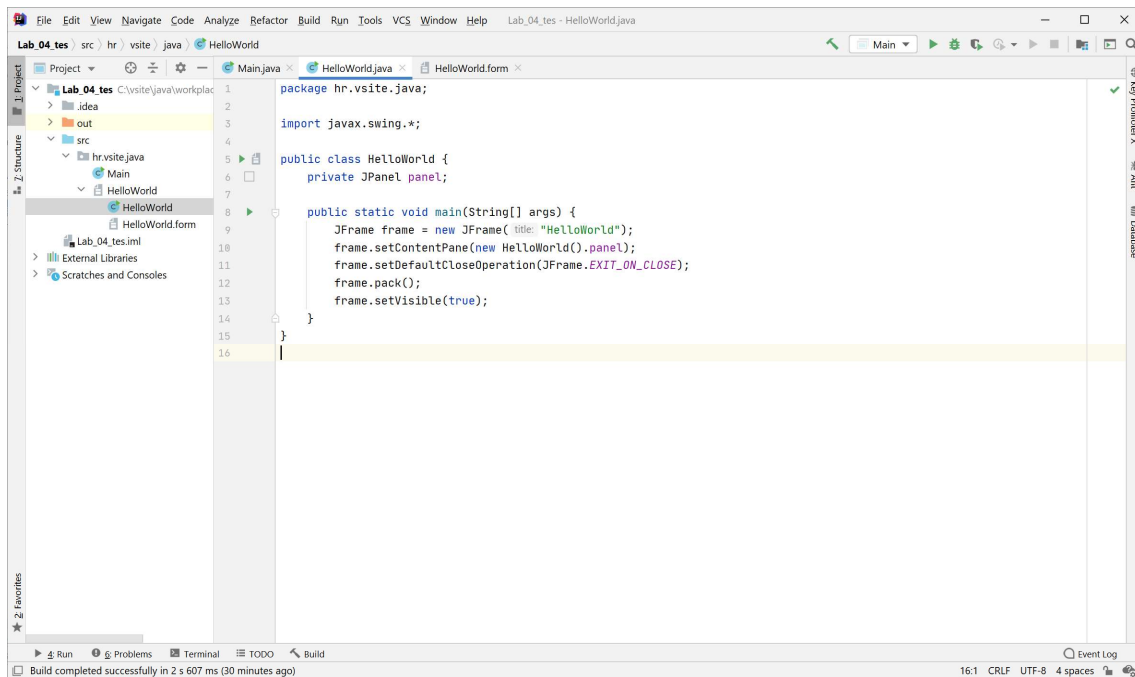 File Edit View Navigate Code Analyze Refactor Build Run Tools VCS Window Help Lab_04_tes - HelloWorld.java
Lab_04_tes src hr vsite java HelloWorld Main
Project Main.java HelloWorld.java HelloWorld.form
1: Project
Z: Structure
2: Favorites
Lab_04_tes C:\vsite\java\workplac
.idea
out
src
hr.vsite.java
Main
HelloWorld
HelloWorld
HelloWorld.form
Lab_04_tes.iml
External Libraries
Scratches and Consoles
1 package hr.vsite.java;
2
3 import javax.swing.*;
4
5 public class HelloWorld {
6 private JPanel panel;
7
8 public static void main(String[] args) {
9 JFrame frame = new JFrame( title: "HelloWorld");
10 frame.setContentPane(new HelloWorld().panel);
11 frame.setDefaultCloseOperation(JFrame.EXIT_ON_CLOSE);
12 frame.pack();
13 frame.setVisible(true);
14 }
15 }
16
Key Promoter X
Ant
Database
4: Run 6: Problems Terminal TODO Build Event Log
Build completed successfully in 2 s 607 ms (30 minutes ago) 16:1 CRLF UTF-8 4 spaces